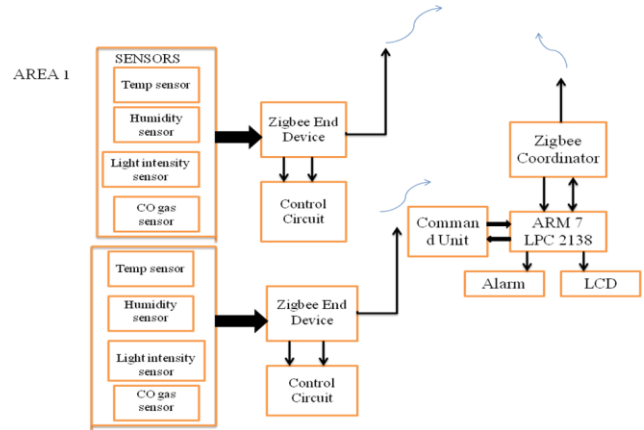 AREA 1
SENSORS
Temp sensor
Humidity
sensor
Light intensity
sensor
CO gas
sensor
Zigbee End
Device
Control
Circuit
Temp sensor
Humidity
sensor
Light intensity
sensor
CO gas
sensor
Zigbee End
Device
Control
Circuit
Zigbee
Coordinator
Comman
d Unit
ARM 7
LPC 2138
Alarm
LCD